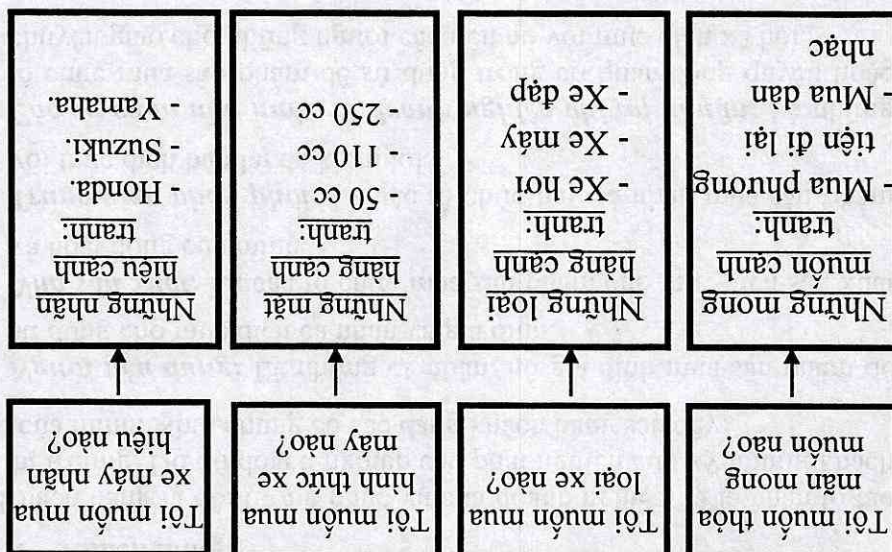 Tôi muốn thỏa
mãn mong
muốn nào?
Những mong
muốn cạnh
tranh:
- Mua phương
tiện đi lại
- Mua dàn
nhạc
Tôi muốn mua
loại xe nào?
Những loại
hàng cạnh
tranh:
- Xe hơi
- Xe máy
- Xe đạp
Tôi muốn mua
hình thức xe
máy nào?
Những mặt
hàng cạnh
tranh:
- 50 cc
- 110 cc
- 250 cc
Tôi muốn mua
xe máy nhãn
hiệu nào?
Những nhãn
hiệu cạnh
tranh:
- Honda.
- Suzuki.
- Yamaha.